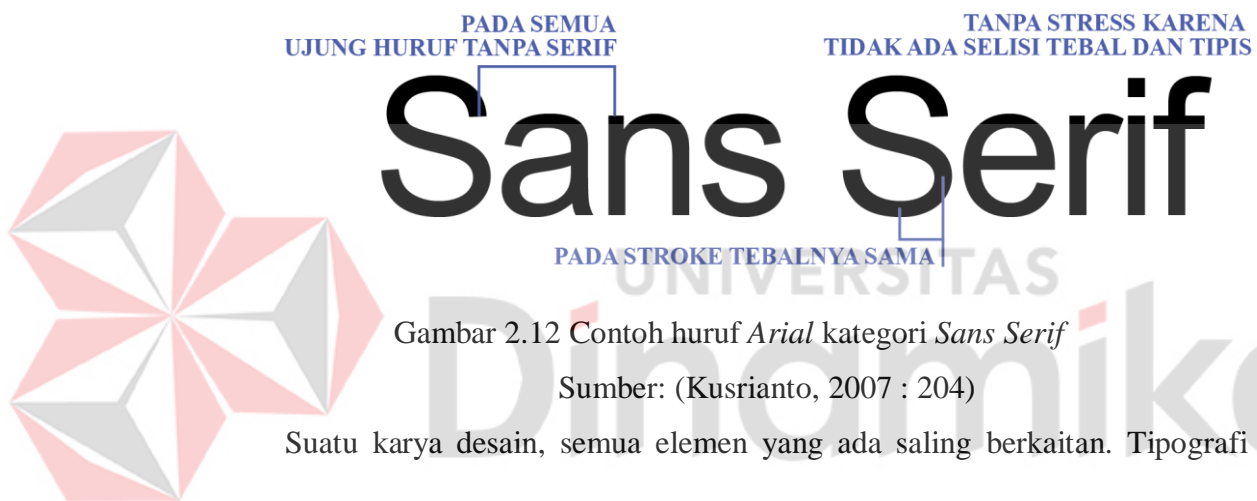 PADA SEMUA
UJUNG HURUF TANPA SERIF
TANPA STRESS KARENA
TIDAK ADA SELISI TEBAL DAN TIPIS
Sans Serif
PADA STROKE TEBALNYA SAMA
UNIVERSITAS
Dinamika
Gambar 2.12 Contoh huruf Arial kategori Sans Serif
Sumber: (Kusrianto, 2007 : 204)
Suatu karya desain, semua elemen yang ada saling berkaitan. Tipografi